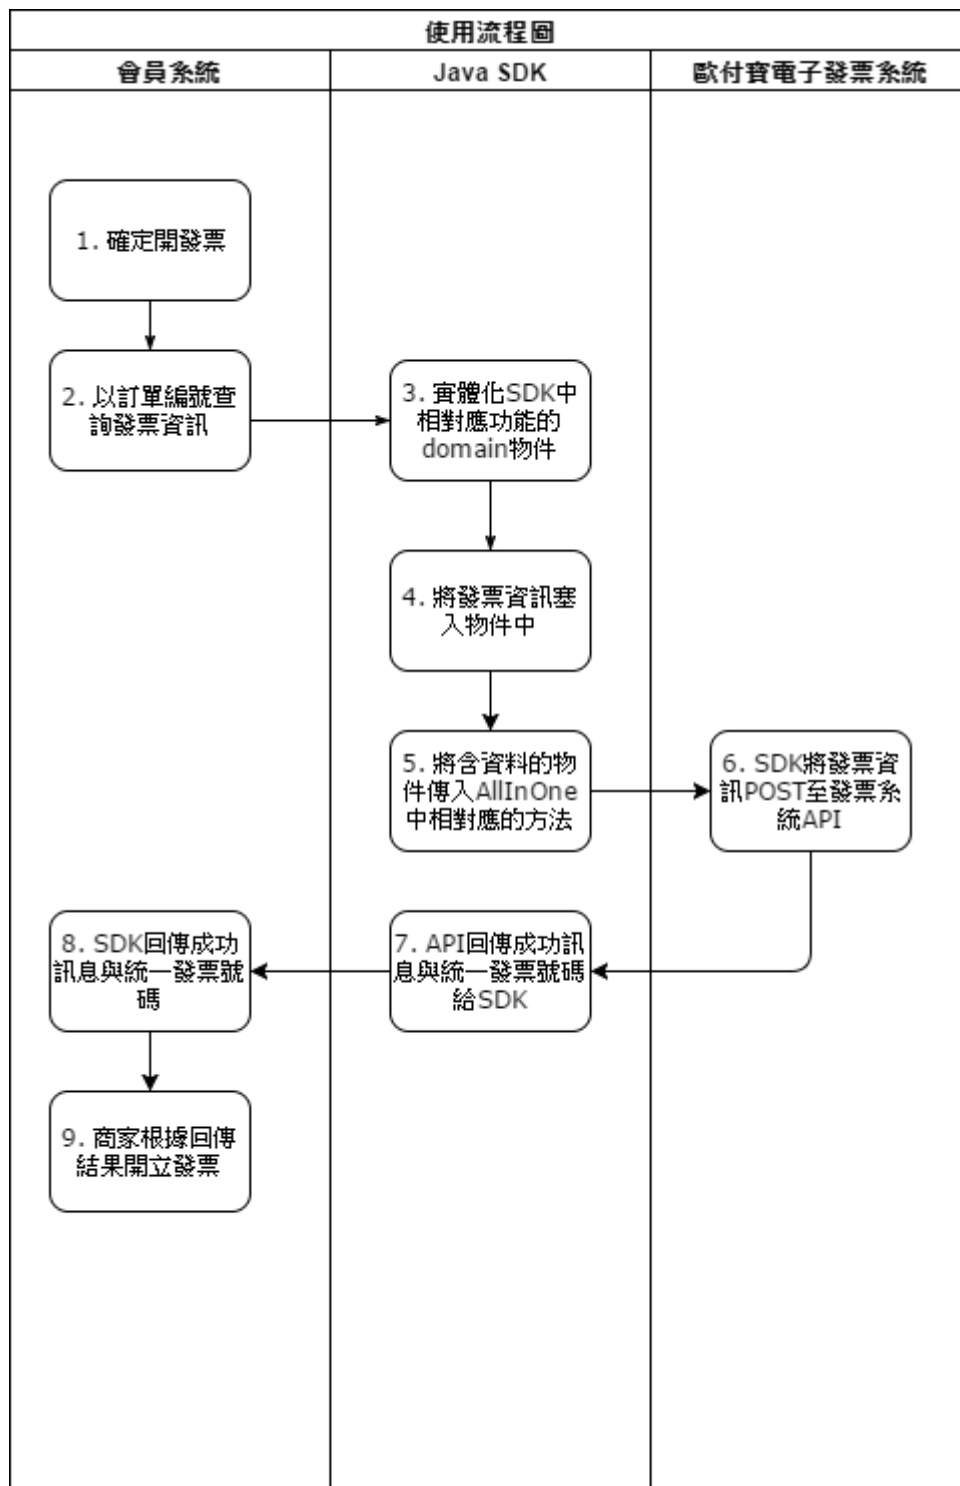 使用流程圖
會員系統
Java SDK
歐付寶電子發票系統
1. 確定開發票
2. 以訂單編號查
詢發票資訊
3. 實體化SDK中
相對應功能的
domain物件
4. 將發票資訊塞
入物件中
5. 將含資料的物
件傳入AllInOne
中相對應的方法
6. SDK將發票資
訊POST至發票系
統API
7. API回傳成功訊
息與統一發票號碼
給SDK
8. SDK回傳成功
訊息與統一發票號
碼
9. 商家根據回傳
結果開立發票